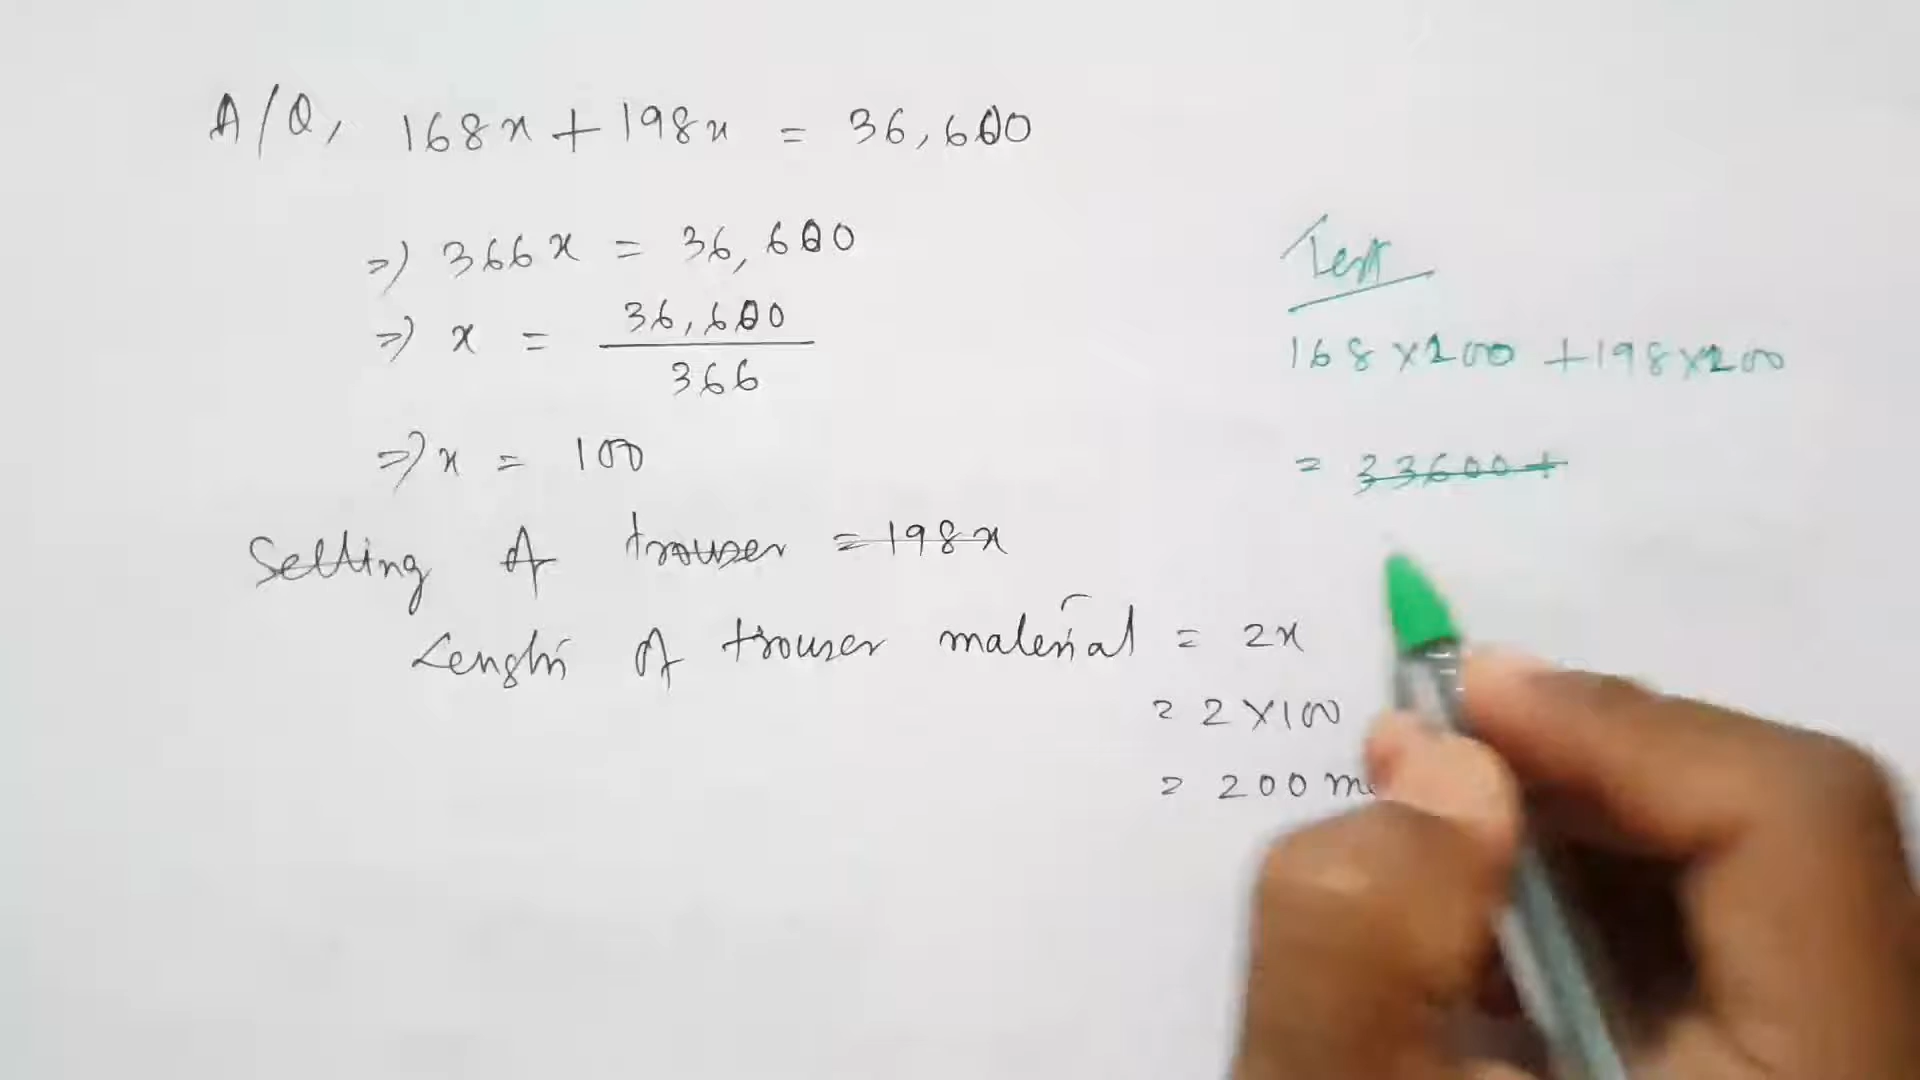 A/Q, 168x + 198x = 36,600
=> 366x = 36,600
=> x = 36,600 / 366
=> x = 100
Selling of trouser = 198x
Length of trouser material = 2x
= 2 × 100
= 200 m
Test
168 × 200 + 198 × 200
= 33600 +